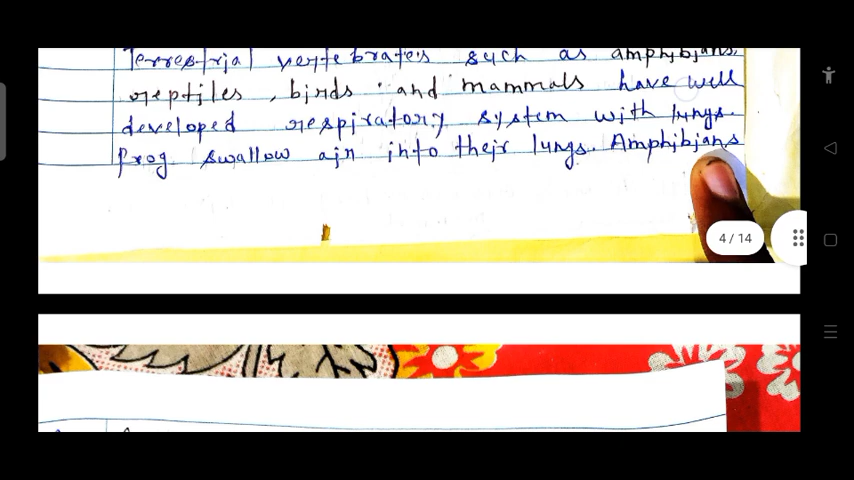 Terrestrial vertebrates such as amphibians,
reptiles, birds and mammals have well
developed respiratory system with lungs.
Frog swallow air into their lungs. Amphibians
4 / 14